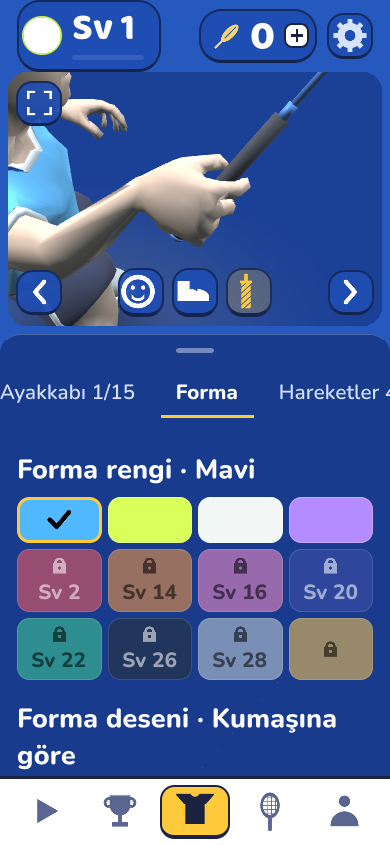 Sv 1
0
Ayakkabı 1/15
Forma
Hareketler 4
Forma rengi · Mavi
Sv 2
Sv 14
Sv 16
Sv 20
Sv 22
Sv 26
Sv 28
Forma deseni · Kumaşına
göre